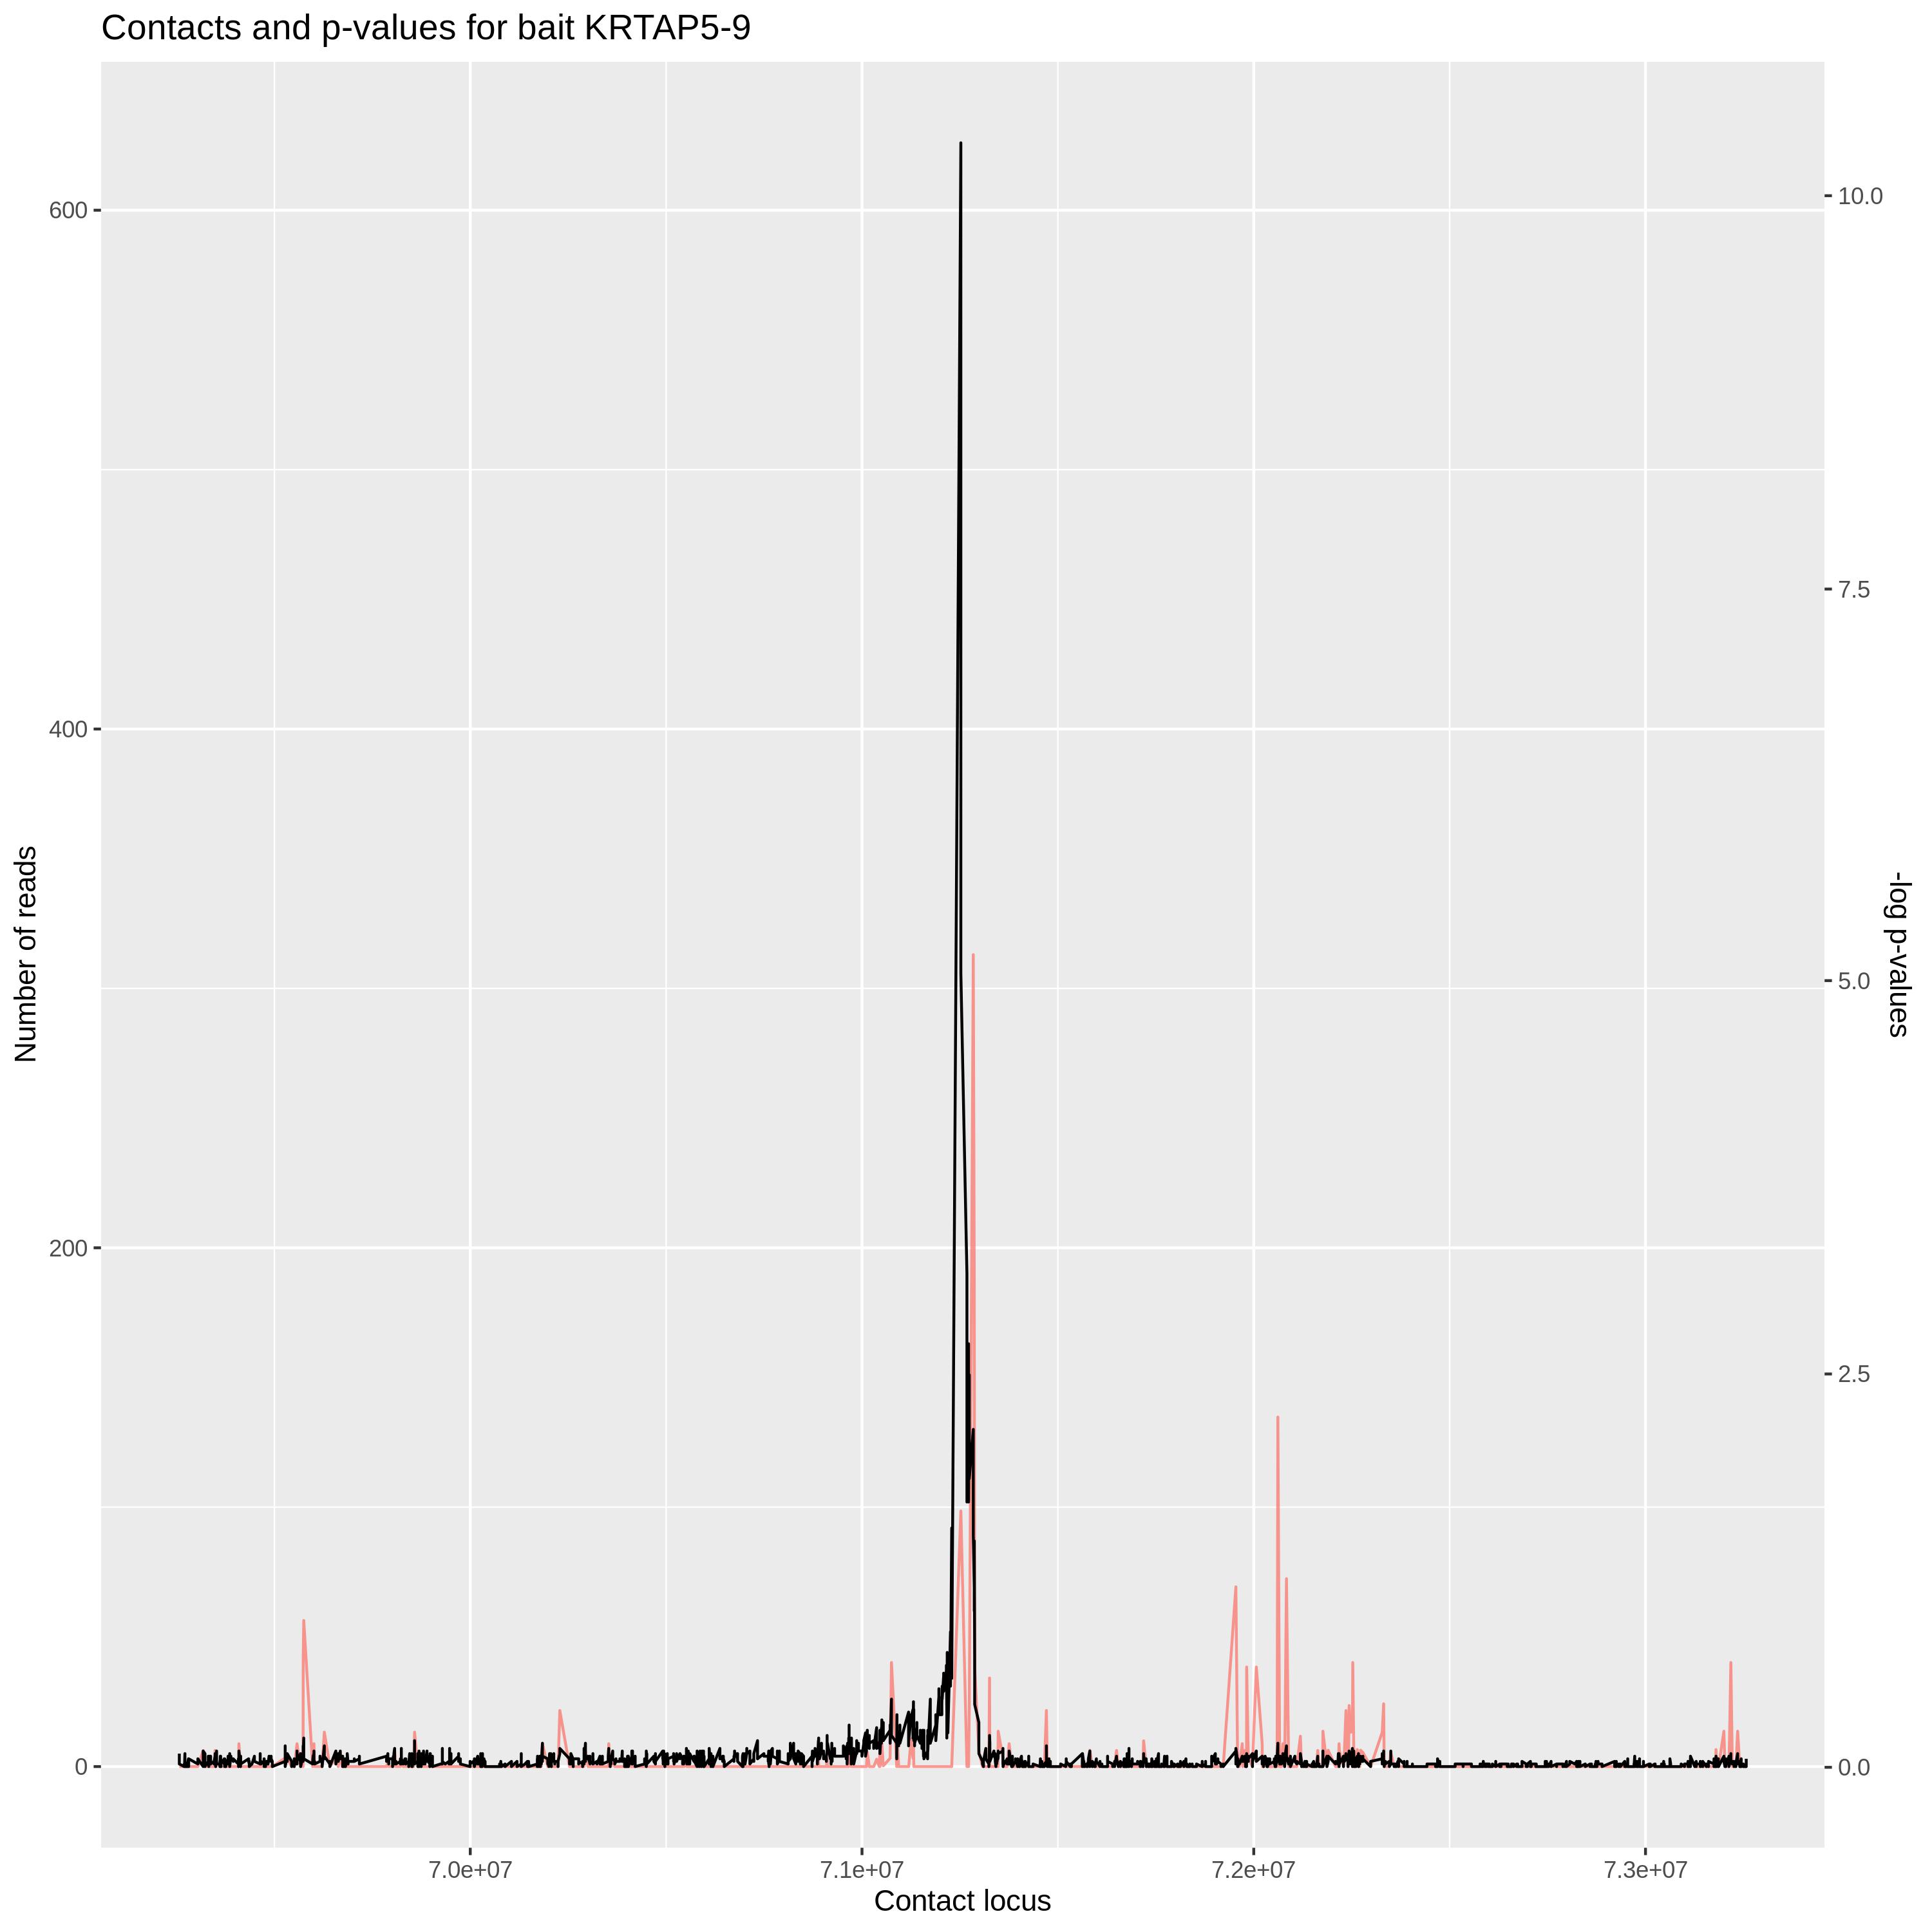 Contacts and p-values for bait KRTAP5-9
600
400
200
0
Number of reads
10.0
7.5
5.0
2.5
0.0
-log p-values
7.0e+07
7.1e+07
7.2e+07
7.3e+07
Contact locus